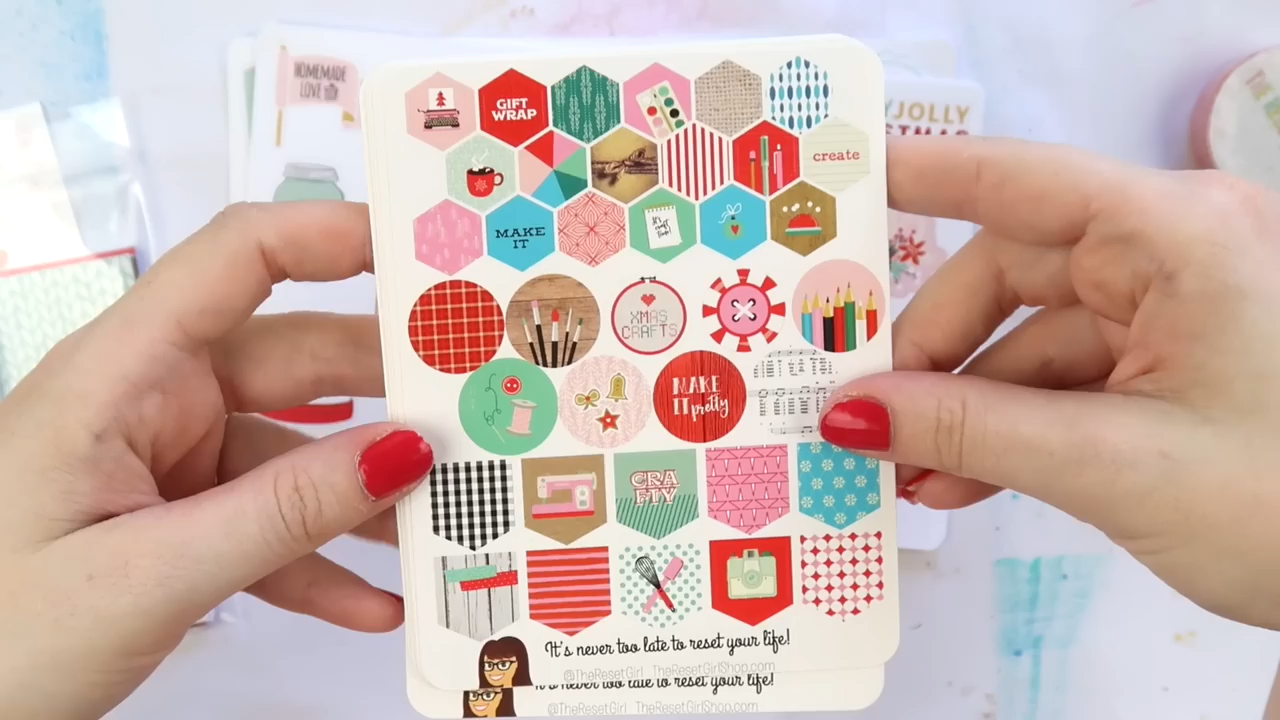 HOMEMADE
LOVE
JOLLY
GIFT
WRAP
create
MAKE
IT
It's
craft
time!
XMAS
CRAFTS
MAKE
IT pretty
CRA
FTY
It's never too late to reset your life!
@TheResetGirl TheResetGirlShop.com
It's never too late to reset your life!
@TheResetGirl TheResetGirlShop.com